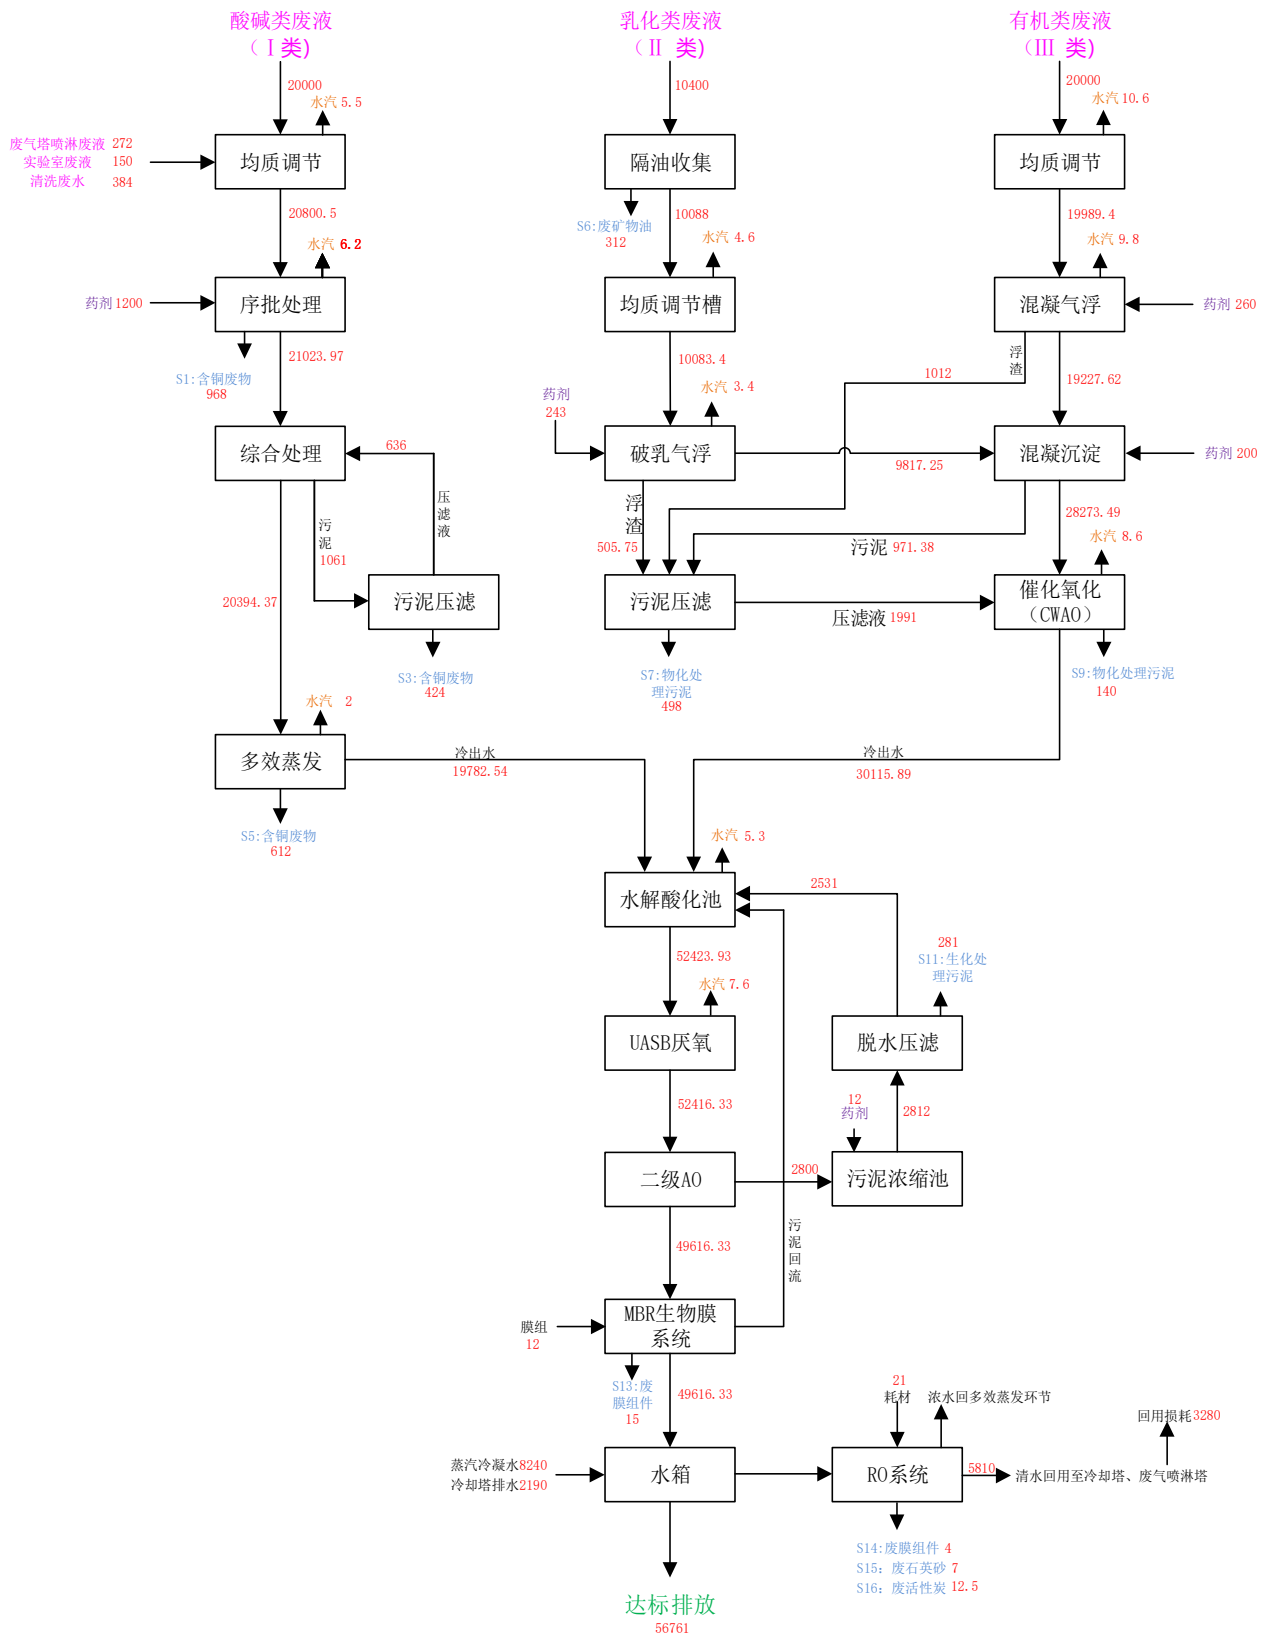 酸碱类废液
（Ⅰ类)
乳化类废液
（Ⅱ 类)
有机类废液
（Ⅲ 类)
20000
10400
20000
水汽 5.5
水汽 10.6
废气塔喷淋废液 272
实验室废液 150
清洗废水 384
均质调节
隔油收集
均质调节
20800.5
10088
19989.4
S6:废矿物油
312
水汽 6.2
水汽 4.6
水汽 9.8
药剂 1200
序批处理
均质调节槽
混凝气浮
药剂 260
21023.97
10083.4
浮渣
1012
19227.62
S1:含铜废物
968
药剂
243
水汽 3.4
综合处理
636
破乳气浮
9817.25
混凝沉淀
药剂 200
污泥
1061
压滤液
浮渣
505.75
污泥 971.38
28273.49
水汽 8.6
20394.37
污泥压滤
污泥压滤
压滤液 1991
催化氧化
（CWAO）
S3:含铜废物
424
S7:物化处
理污泥
498
S9:物化处理污泥
140
水汽 2
多效蒸发
冷出水
19782.54
冷出水
30115.89
S5:含铜废物
612
水汽 5.3
水解酸化池
2531
52423.93
281
S11:生化处
理污泥
水汽 7.6
UASB厌氧
脱水压滤
52416.33
12
药剂
2812
二级AO
2800
污泥浓缩池
49616.33
污泥回流
膜组
12
MBR生物膜
系统
S13:废
膜组件
15
49616.33
21
耗材
浓水回多效蒸发环节
回用损耗3280
蒸汽冷凝水8240
冷却塔排水2190
水箱
RO系统
5810
清水回用至冷却塔、废气喷淋塔
S14:废膜组件 4
S15：废石英砂 7
S16：废活性炭 12.5
达标排放
56761